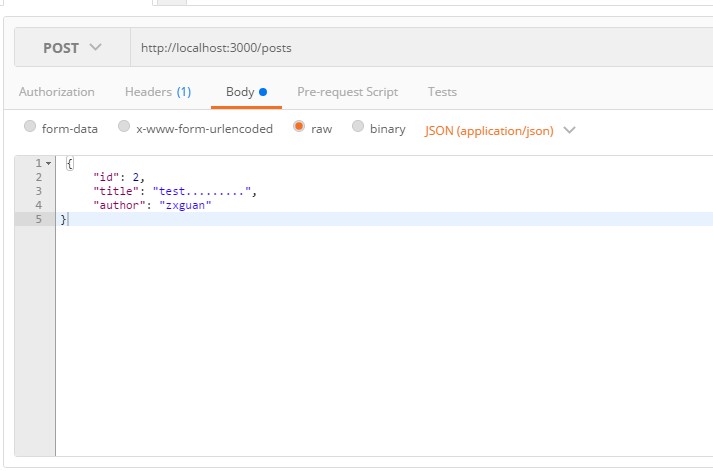 POST http://localhost:3000/posts
Authorization Headers (1) Body Pre-request Script Tests
form-data x-www-form-urlencoded raw binary JSON (application/json)
1 {
2 "id": 2,
3 "title": "test.........",
4 "author": "zxguan"
5 }